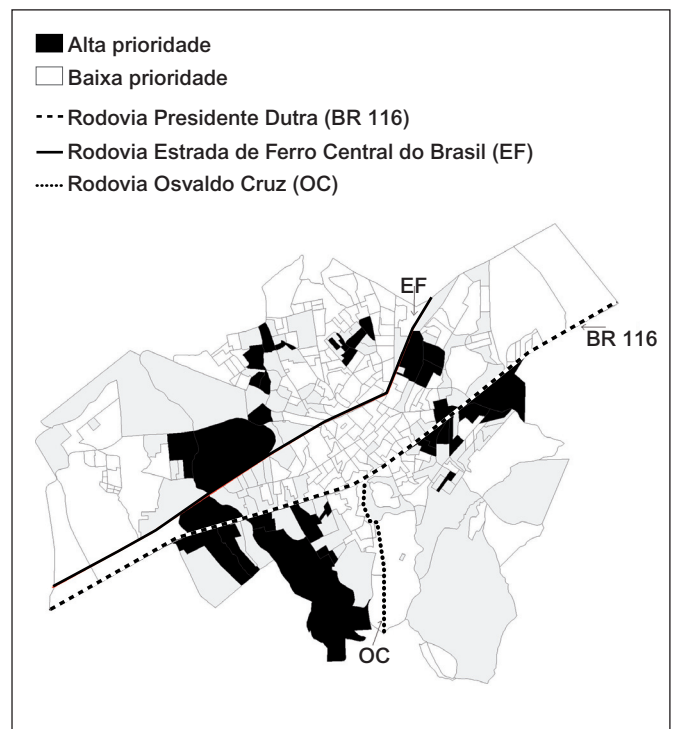 Alta prioridade
Baixa prioridade
Rodovia Presidente Dutra (BR 116)
Rodovia Estrada de Ferro Central do Brasil (EF)
Rodovia Osvaldo Cruz (OC)
EF
BR 116
OC